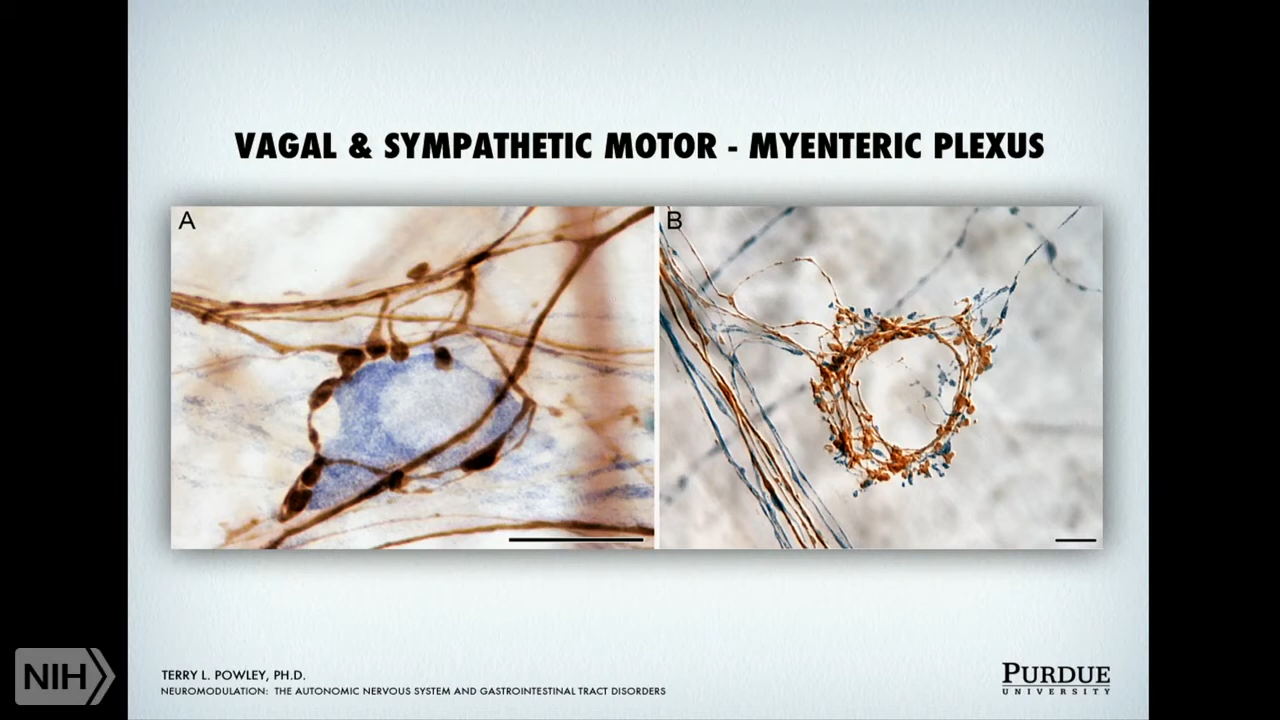 VAGAL & SYMPATHETIC MOTOR - MYENTERIC PLEXUS
A
B
NIH
TERRY L. POWLEY, PH.D.
NEUROMODULATION: THE AUTONOMIC NERVOUS SYSTEM AND GASTROINTESTINAL TRACT DISORDERS
PURDUE
UNIVERSITY